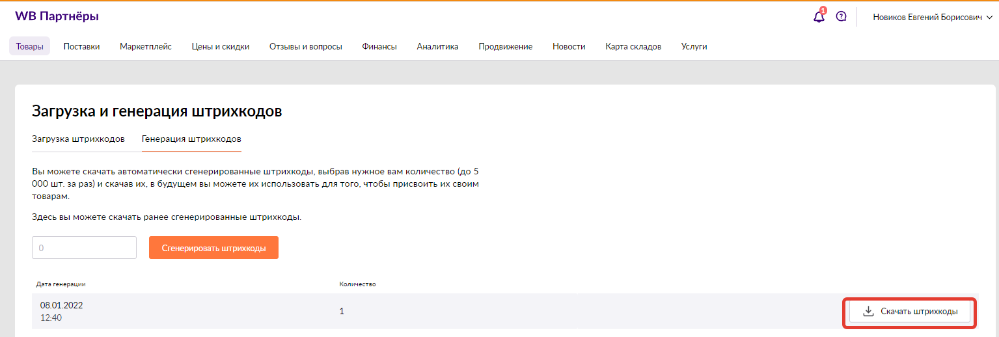 WB Партнёры
1
Новиков Евгений Борисович
Товары Поставки Маркетплейс Цены и скидки Отзывы и вопросы Финансы Аналитика Продвижение Новости Карта складов Услуги
Загрузка и генерация штрихкодов
Загрузка штрихкодов Генерация штрихкодов
Вы можете скачать автоматически сгенерированные штрихкоды, выбрав нужное вам количество (до 5
000 шт. за раз) и скачав их, в будущем вы можете их использовать для того, чтобы присвоить их своим
товарам.
Здесь вы можете скачать ранее сгенерированные штрихкоды.
0 Сгенерировать штрихкоды
Дата генерации Количество
08.01.2022
12:40
1
Скачать штрихкоды